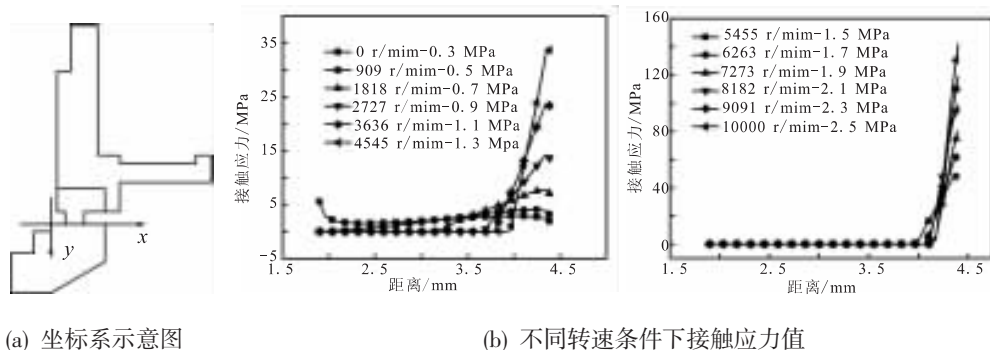 x
y
(a) 坐标系示意图
接触应力/MPa
35
25
15
5
−5
0 r/mim-0.3 MPa
909 r/mim-0.5 MPa
1818 r/mim-0.7 MPa
2727 r/mim-0.9 MPa
3636 r/mim-1.1 MPa
4545 r/mim-1.3 MPa
1.5 2.5 3.5 4.5
距离/mm
接触应力/MPa
160
120
80
40
0
5455 r/mim-1.5 MPa
6263 r/mim-1.7 MPa
7273 r/mim-1.9 MPa
8182 r/mim-2.1 MPa
9091 r/mim-2.3 MPa
10000 r/mim-2.5 MPa
1.5 2.5 3.5 4.5
距离/mm
(b) 不同转速条件下接触应力值